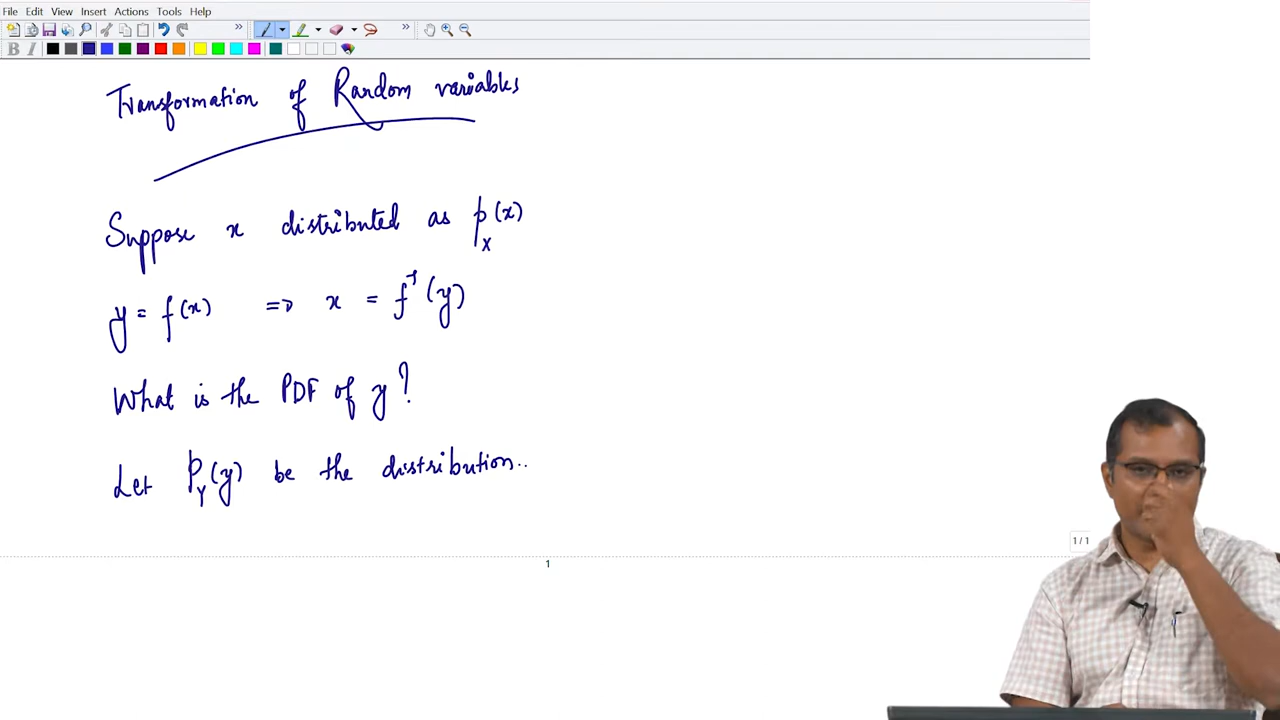 File Edit View Insert Actions Tools Help
Transformation of Random variables
Suppose x distributed as p_X(x)
y = f(x) ⇒ x = f⁻¹(y)
What is the PDF of y?
Let p_Y(y) be the distribution..
1/1
1